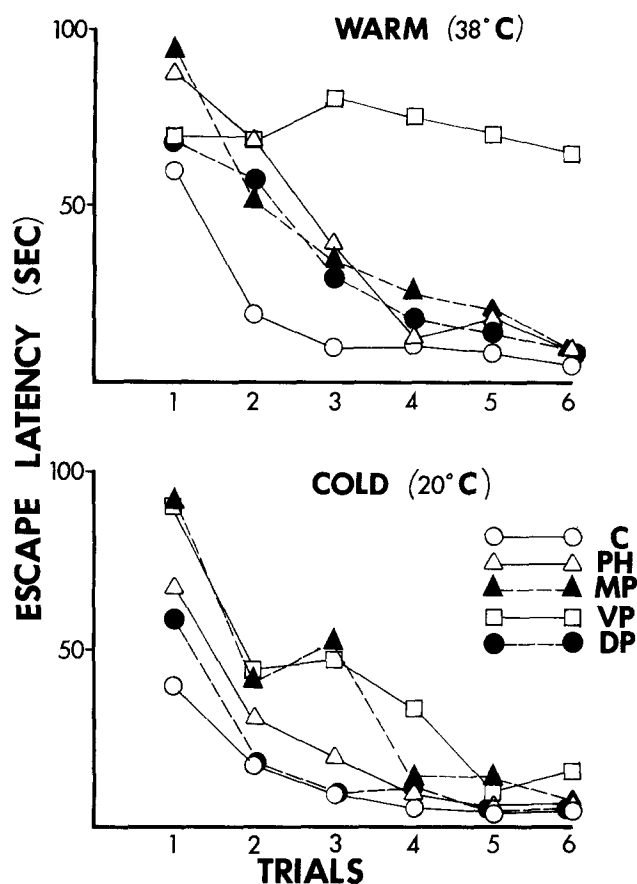 WARM (38°C)
100
50
1 2 3 4 5 6
ESCAPE LATENCY (SEC)
COLD (20°C)
100
50
C
PH
MP
VP
DP
1 2 3 4 5 6
TRIALS